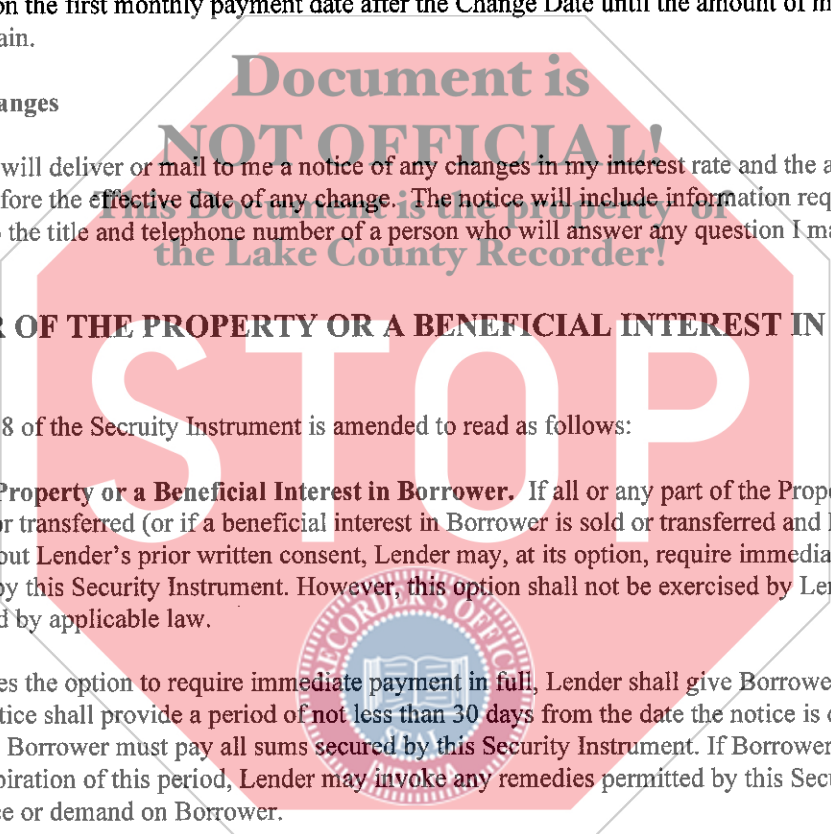 on the first monthly payment date after the Change Date until the amount of m
ain.
Document is
anges
NOT OFFICIAL!
will deliver or mail to me a notice of any changes in my interest rate and the a
fore the effective date of any change. The notice will include information req
This Document is the property of
the title and telephone number of a person who will answer any question I ma
the Lake County Recorder!
R OF THE PROPERTY OR A BENEFICIAL INTEREST IN
STOP
8 of the Secruity Instrument is amended to read as follows:
Property or a Beneficial Interest in Borrower. If all or any part of the Prope
or transferred (or if a beneficial interest in Borrower is sold or transferred and
out Lender's prior written consent, Lender may, at its option, require immedia
by this Security Instrument. However, this option shall not be exercised by Len
d by applicable law.
RECORDER'S OFFICE
es the option to require immediate payment in full, Lender shall give Borrowe
tice shall provide a period of not less than 30 days from the date the notice is
SEAL
Borrower must pay all sums secured by this Security Instrument. If Borrower
piration of this period, Lender may invoke any remedies permitted by this Secu
ce or demand on Borrower.